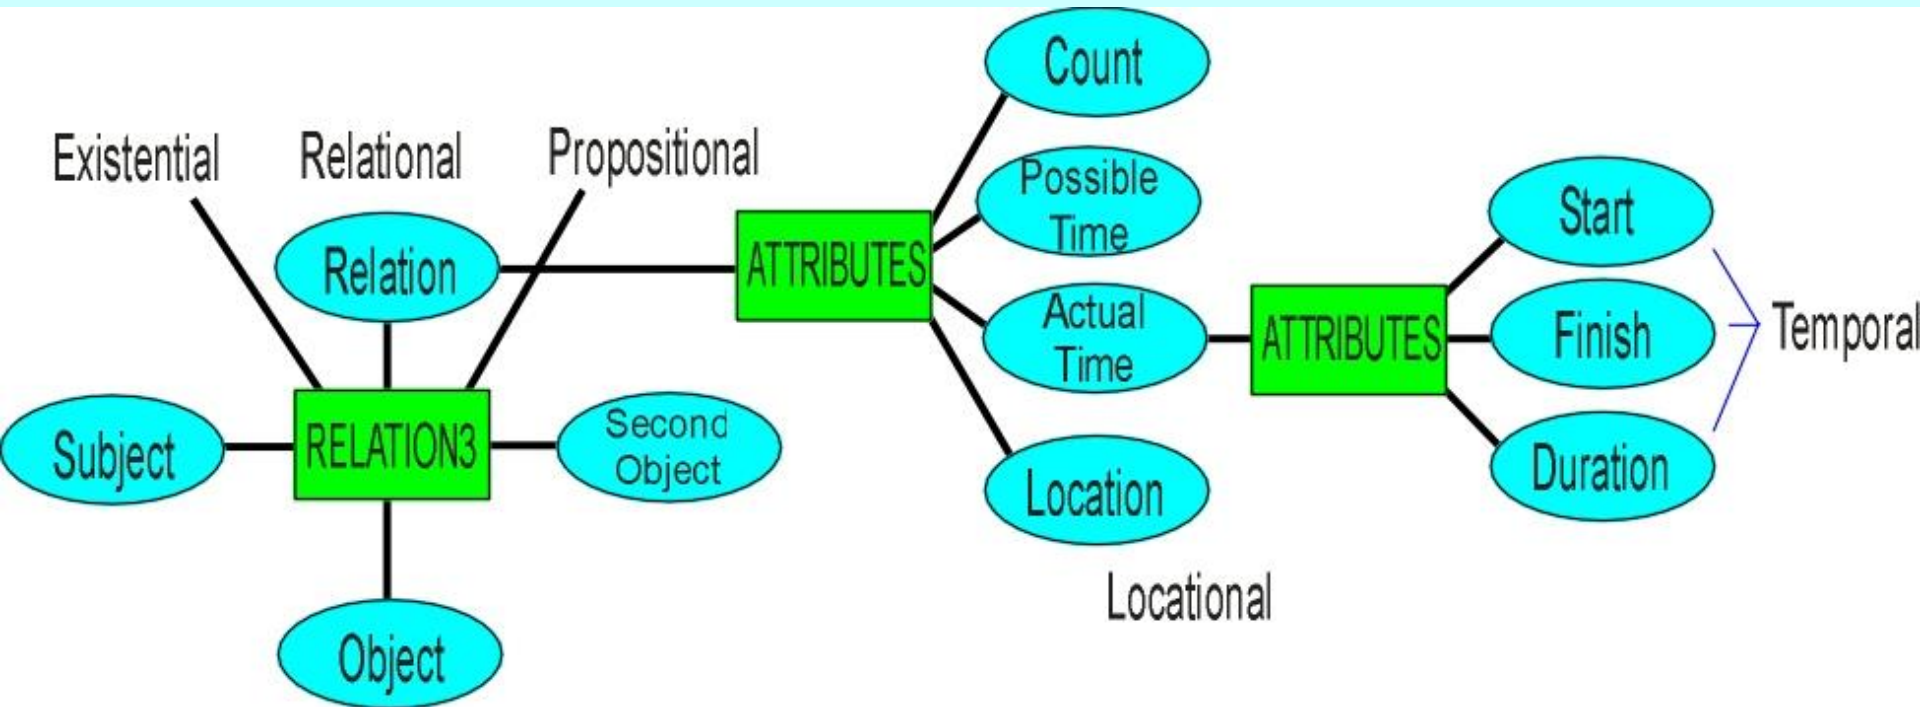 Count
Existential
Relational
Propositional
Possible
Time
Relation
ATTRIBUTES
Start
Actual
Time
ATTRIBUTES
Finish
Temporal
Subject
RELATION3
Second
Object
Location
Duration
Locational
Object